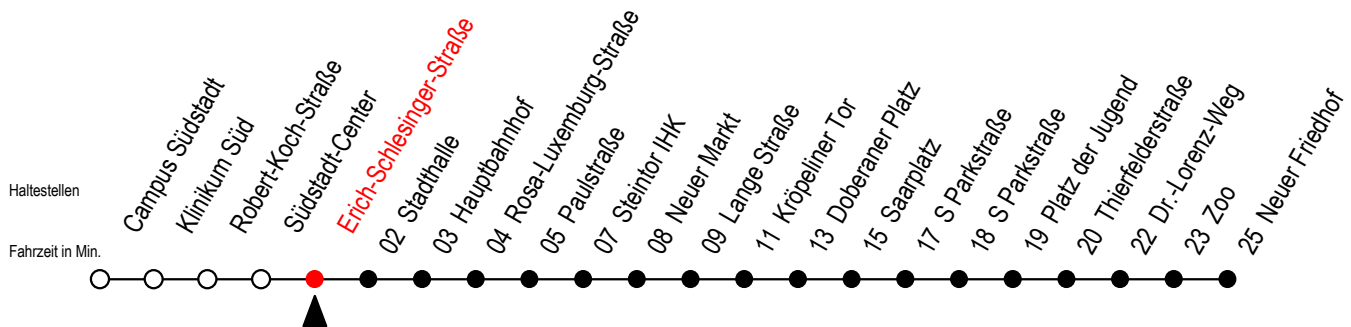 Haltestellen
Fahrzeit in Min.
Campus Südstadt
Klinikum Süd
Robert-Koch-Straße
Südstadt-Center
Erich-Schlesinger-Straße
02 Stadthalle
03 Hauptbahnhof
04 Rosa-Luxemburg-Straße
05 Paulstraße
07 Steintor IHK
08 Neuer Markt
09 Lange Straße
11 Kröpeliner Tor
13 Doberaner Platz
15 Saarplatz
17 S Parkstraße
18 S Parkstraße
19 Platz der Jugend
20 Thierfelderstraße
22 Dr.-Lorenz-Weg
23 Zoo
25 Neuer Friedhof